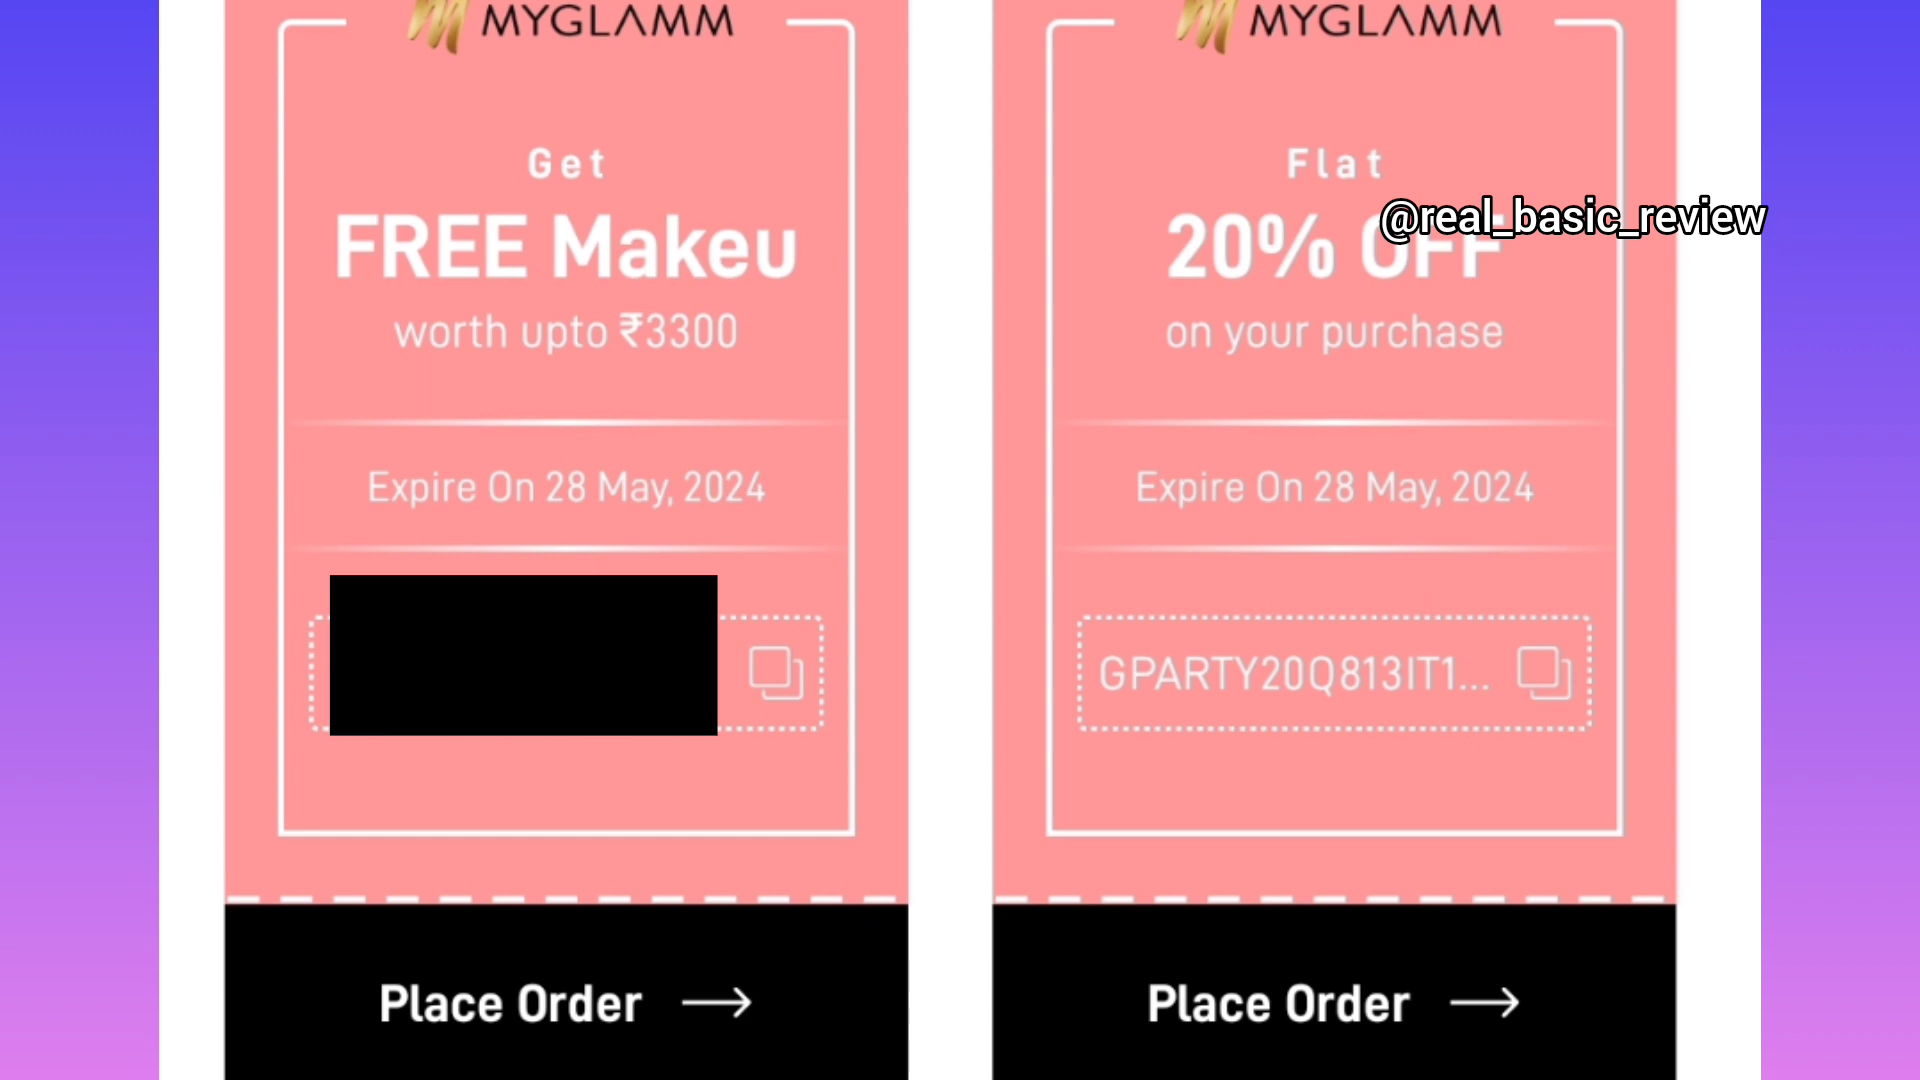 MYGLAMM
Get
FREE Makeu
worth upto ₹3300
Expire On 28 May, 2024
Place Order
MYGLAMM
Flat
20% OFF
@real_basic_review
on your purchase
Expire On 28 May, 2024
GPARTY20Q813IT1...
Place Order